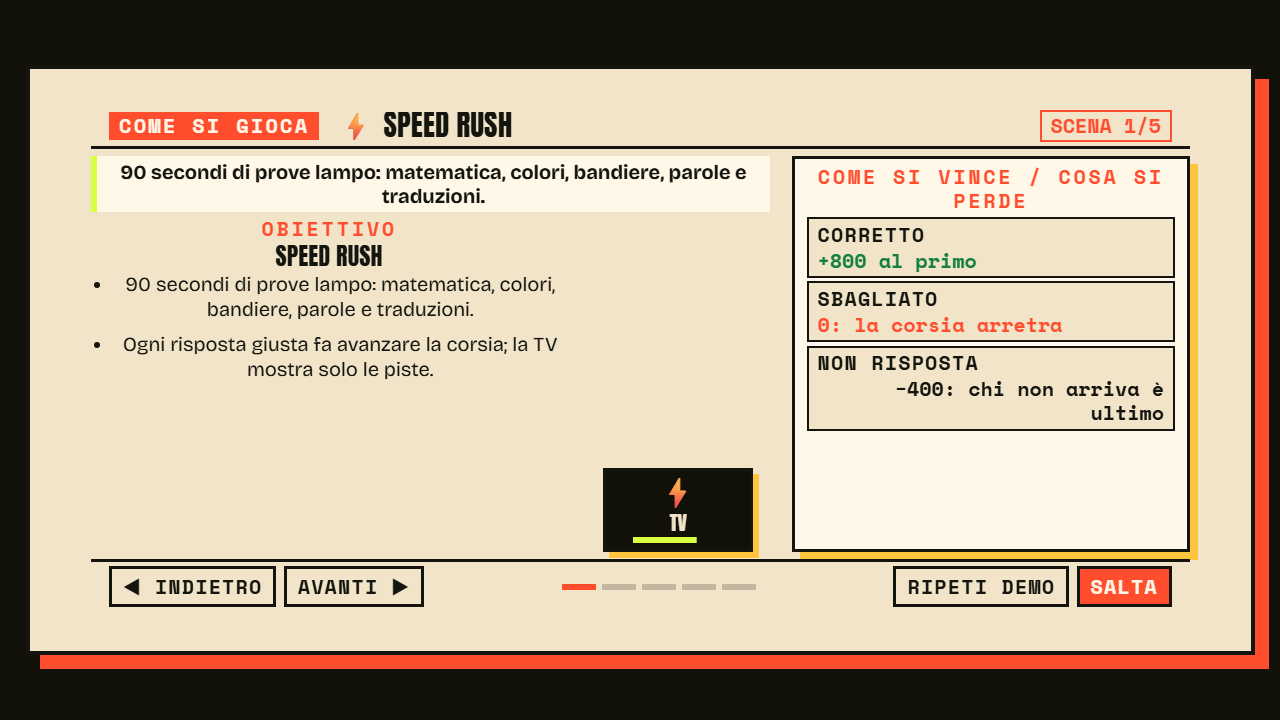 COME SI GIOCA
SPEED RUSH
SCENA 1/5
90 secondi di prove lampo: matematica, colori, bandiere, parole e
traduzioni.
OBIETTIVO
SPEED RUSH
• 90 secondi di prove lampo: matematica, colori,
bandiere, parole e traduzioni.
• Ogni risposta giusta fa avanzare la corsia; la TV
mostra solo le piste.
TV
COME SI VINCE / COSA SI
PERDE
CORRETTO
+800 al primo
SBAGLIATO
0: la corsia arretra
NON RISPOSTA
−400: chi non arriva è
ultimo
◀ INDIETRO
AVANTI ▶
RIPETI DEMO
SALTA